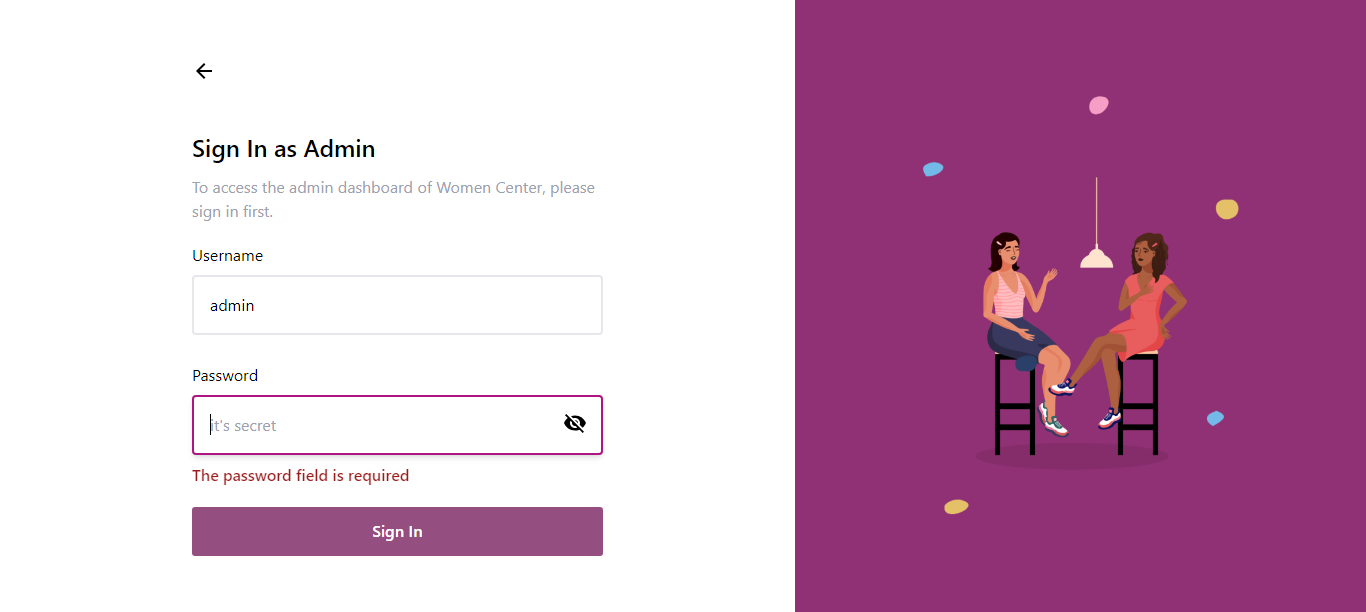 Sign In as Admin
To access the admin dashboard of Women Center, please
sign in first.
Username
admin
Password
it's secret
The password field is required
Sign In